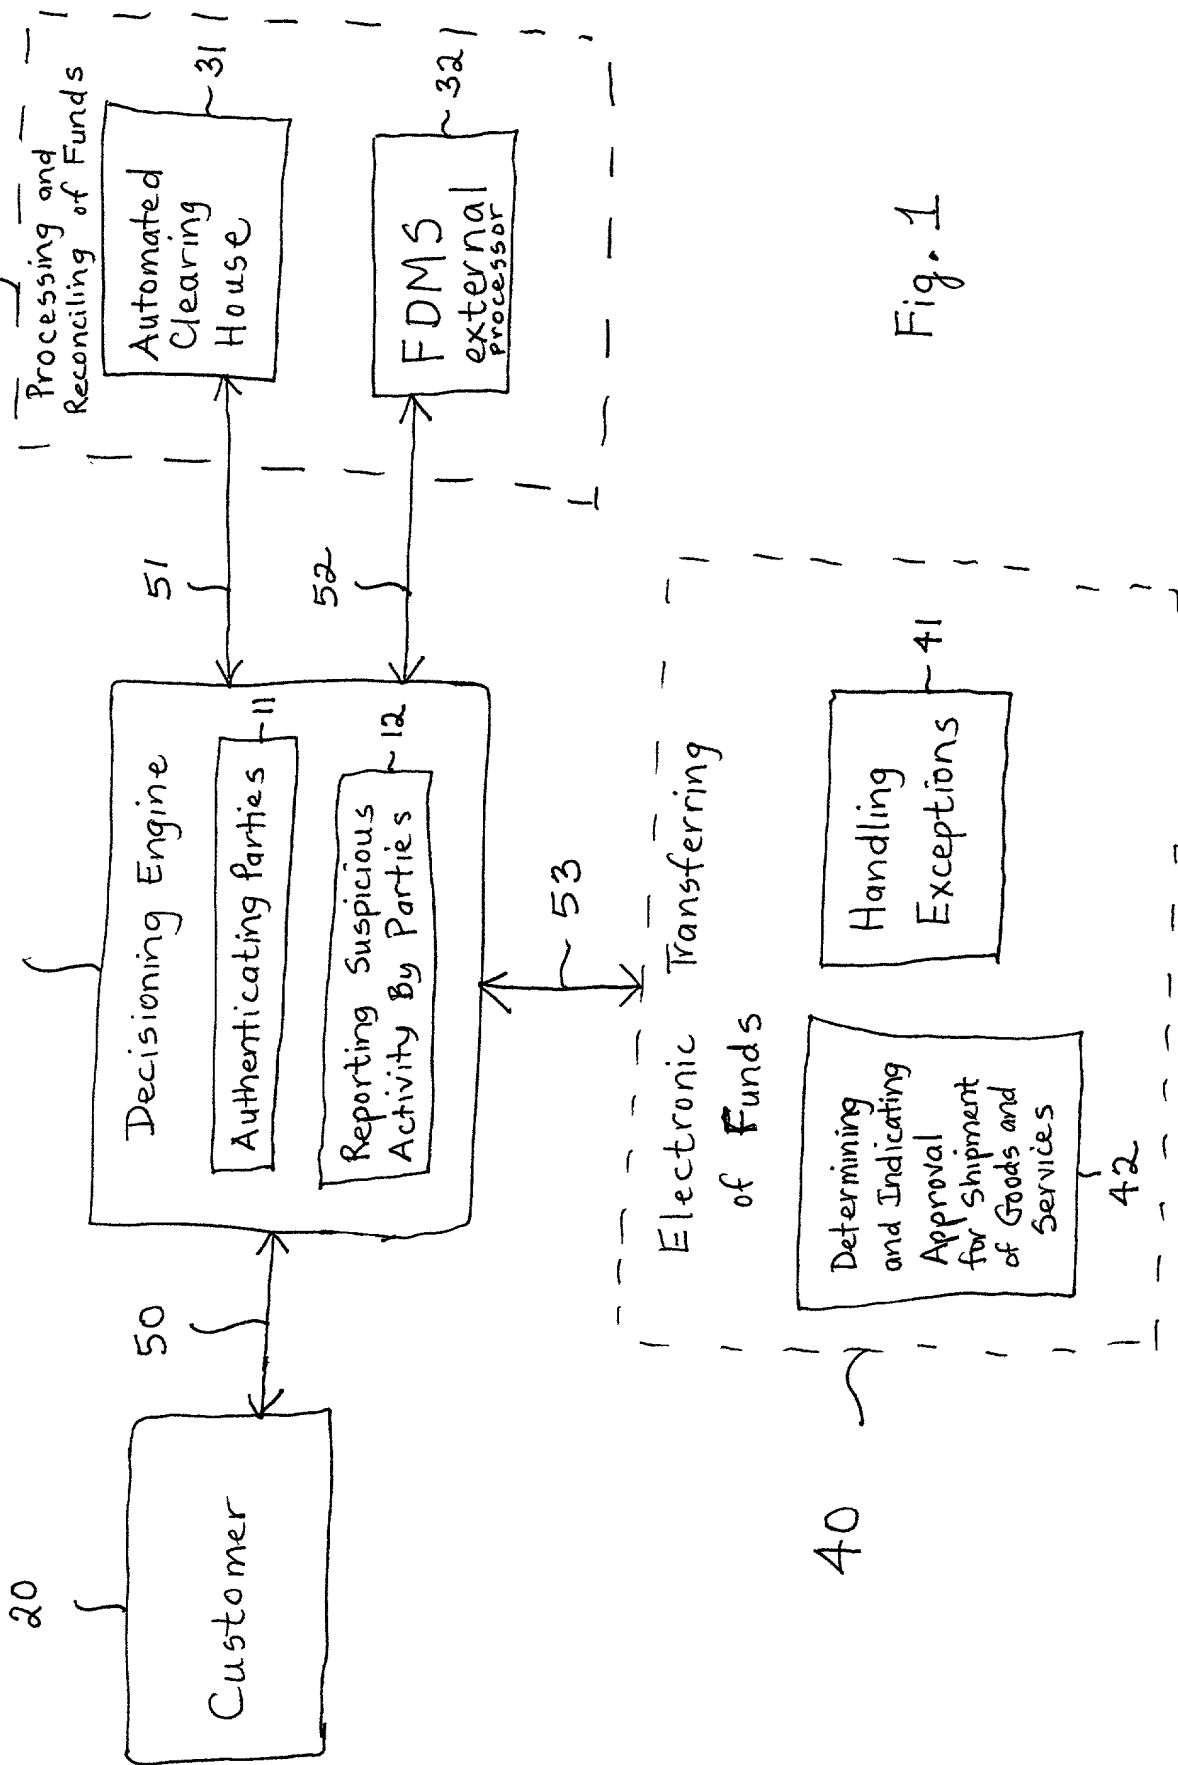 20
Customer
50
Decisioning Engine
Authenticating Parties
11
Reporting Suspicious
Activity By Parties
12
51
52
Processing and
Reconciling of Funds
Automated
Clearing
House
31
FDMS
external
processor
32
53
Electronic Transferring
of Funds
Determining
and Indicating
Approval
for Shipment
of Goods and
Services
42
Handling
Exceptions
41
40
Fig. 1